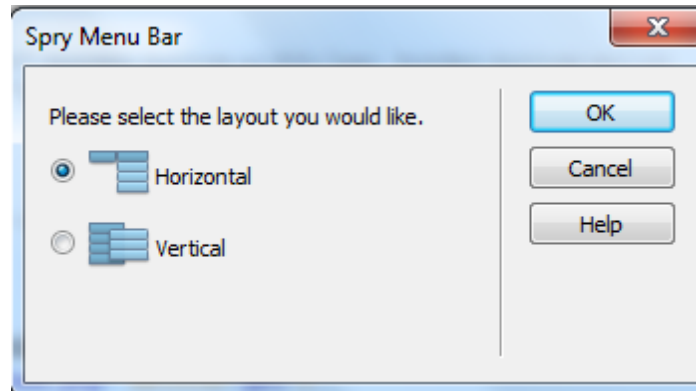 Spry Menu Bar
Please select the layout you would like.
Horizontal
Vertical
OK
Cancel
Help